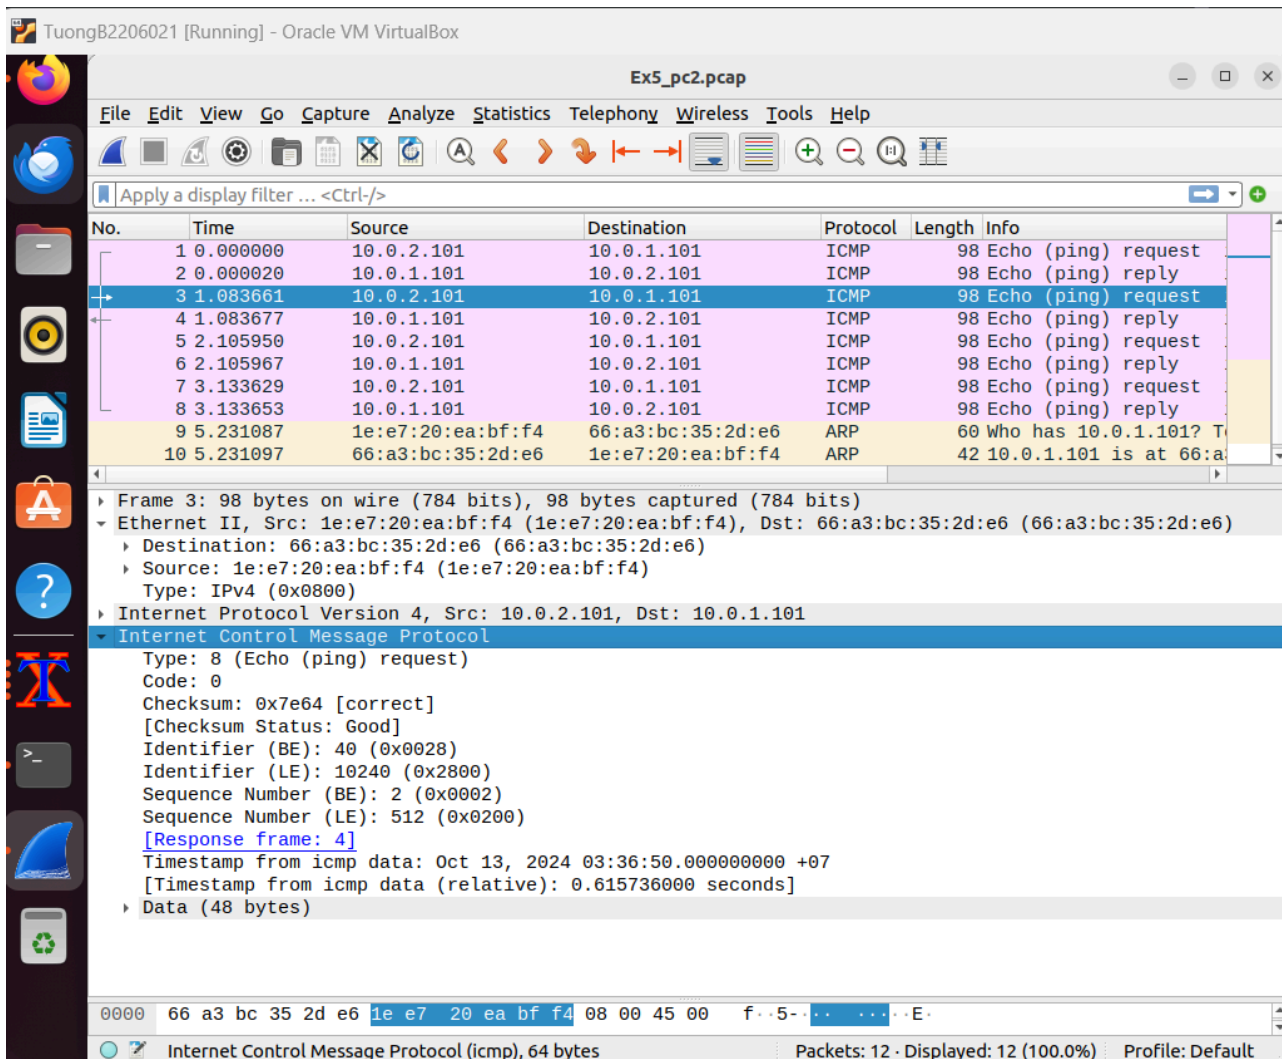 TuongB2206021 [Running] - Oracle VM VirtualBox
Ex5_pc2.pcap
File Edit View Go Capture Analyze Statistics Telephony Wireless Tools Help
Apply a display filter … <Ctrl-/>
No. Time Source Destination Protocol Length Info
1 0.000000 10.0.2.101 10.0.1.101 ICMP 98 Echo (ping) request
2 0.000020 10.0.1.101 10.0.2.101 ICMP 98 Echo (ping) reply
3 1.083661 10.0.2.101 10.0.1.101 ICMP 98 Echo (ping) request
4 1.083677 10.0.1.101 10.0.2.101 ICMP 98 Echo (ping) reply
5 2.105950 10.0.2.101 10.0.1.101 ICMP 98 Echo (ping) request
6 2.105967 10.0.1.101 10.0.2.101 ICMP 98 Echo (ping) reply
7 3.133629 10.0.2.101 10.0.1.101 ICMP 98 Echo (ping) request
8 3.133653 10.0.1.101 10.0.2.101 ICMP 98 Echo (ping) reply
9 5.231087 1e:e7:20:ea:bf:f4 66:a3:bc:35:2d:e6 ARP 60 Who has 10.0.1.101?
10 5.231097 66:a3:bc:35:2d:e6 1e:e7:20:ea:bf:f4 ARP 42 10.0.1.101 is at 66:a
Frame 3: 98 bytes on wire (784 bits), 98 bytes captured (784 bits)
Ethernet II, Src: 1e:e7:20:ea:bf:f4 (1e:e7:20:ea:bf:f4), Dst: 66:a3:bc:35:2d:e6 (66:a3:bc:35:2d:e6)
Destination: 66:a3:bc:35:2d:e6 (66:a3:bc:35:2d:e6)
Source: 1e:e7:20:ea:bf:f4 (1e:e7:20:ea:bf:f4)
Type: IPv4 (0x0800)
Internet Protocol Version 4, Src: 10.0.2.101, Dst: 10.0.1.101
Internet Control Message Protocol
Type: 8 (Echo (ping) request)
Code: 0
Checksum: 0x7e64 [correct]
[Checksum Status: Good]
Identifier (BE): 40 (0x0028)
Identifier (LE): 10240 (0x2800)
Sequence Number (BE): 2 (0x0002)
Sequence Number (LE): 512 (0x0200)
[Response frame: 4]
Timestamp from icmp data: Oct 13, 2024 03:36:50.000000000 +07
[Timestamp from icmp data (relative): 0.615736000 seconds]
Data (48 bytes)
0000 66 a3 bc 35 2d e6 1e e7 20 ea bf f4 08 00 45 00 f··5-··· ·····E·
Internet Control Message Protocol (icmp), 64 bytes Packets: 12 · Displayed: 12 (100.0%) Profile: Default